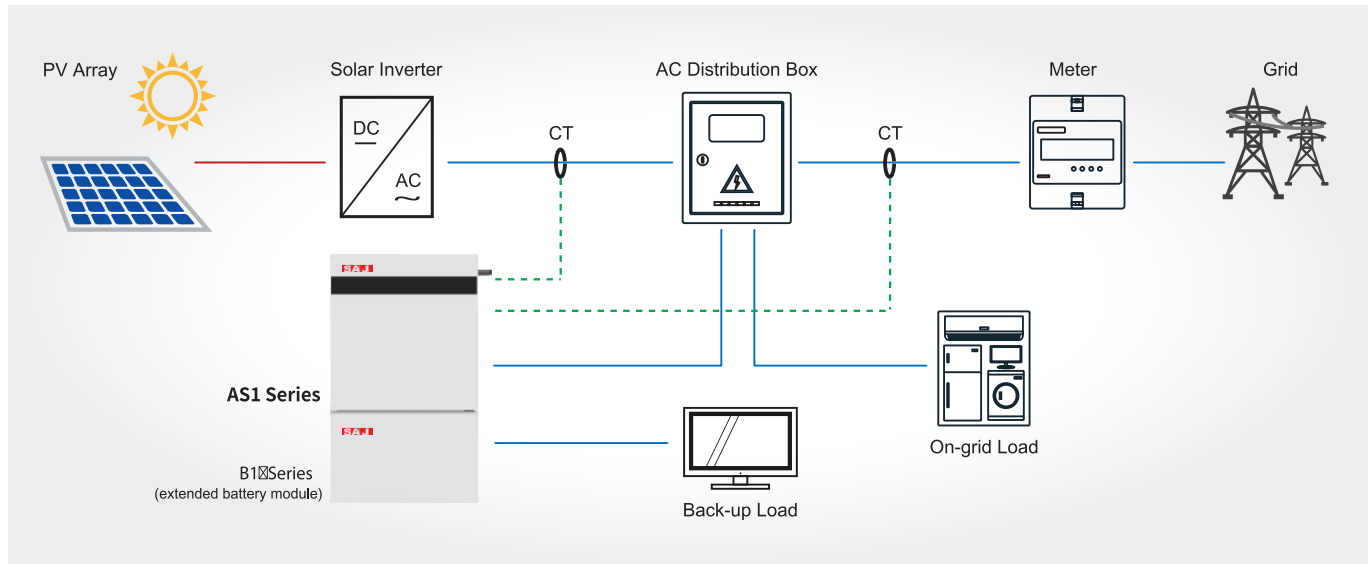 PV Array
Solar Inverter
AC Distribution Box
Meter
Grid
DC
AC
CT
CT
SAJ
AS1 Series
SAJ
B1 Series
(extended battery module)
On-grid Load
Back-up Load